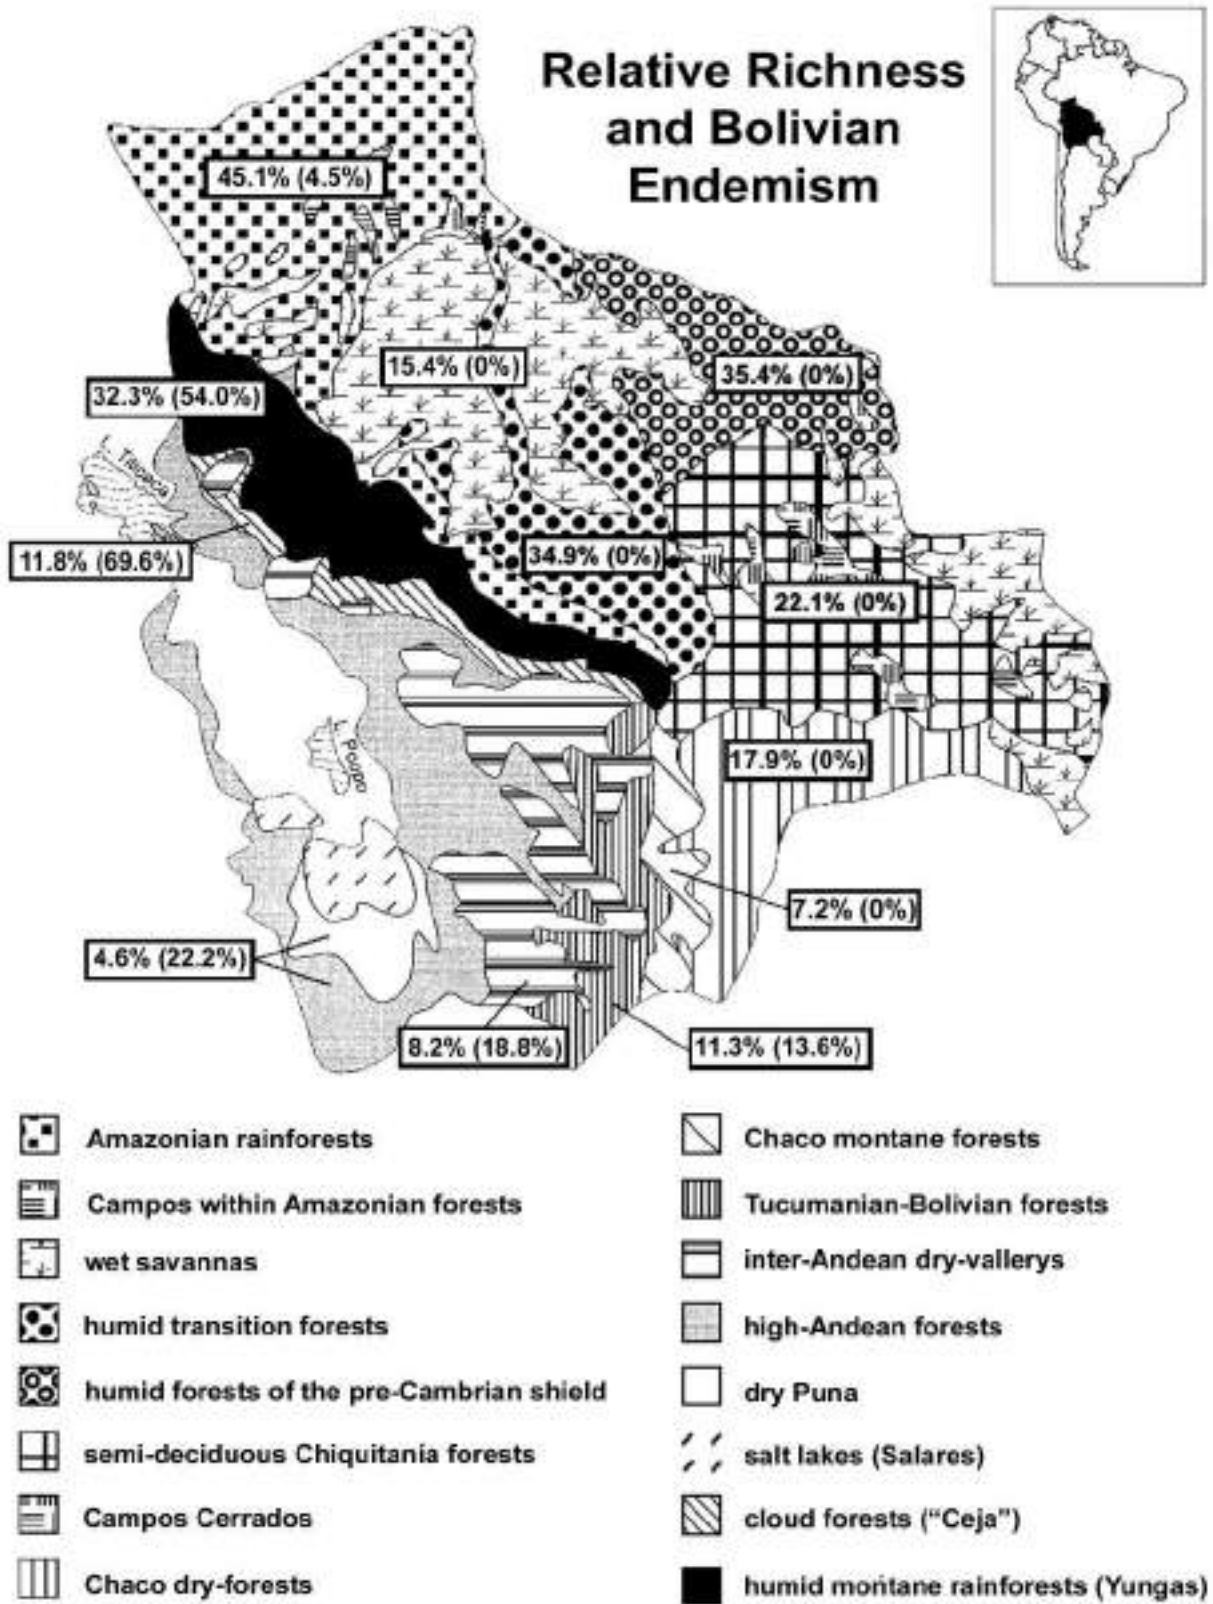 Relative Richness
and Bolivian
Endemism
45.1% (4.5%)
15.4% (0%)
35.4% (0%)
32.3% (54.0%)
Titicaca
11.8% (69.6%)
34.9% (0%)
22.1% (0%)
L. Poopo
17.9% (0%)
7.2% (0%)
4.6% (22.2%)
8.2% (18.8%)
11.3% (13.6%)
Amazonian rainforests
Campos within Amazonian forests
wet savannas
humid transition forests
humid forests of the pre-Cambrian shield
semi-deciduous Chiquitania forests
Campos Cerrados
Chaco dry-forests
Chaco montane forests
Tucumanian-Bolivian forests
inter-Andean dry-vallerys
high-Andean forests
dry Puna
salt lakes (Salares)
cloud forests (“Ceja”)
humid montane rainforests (Yungas)